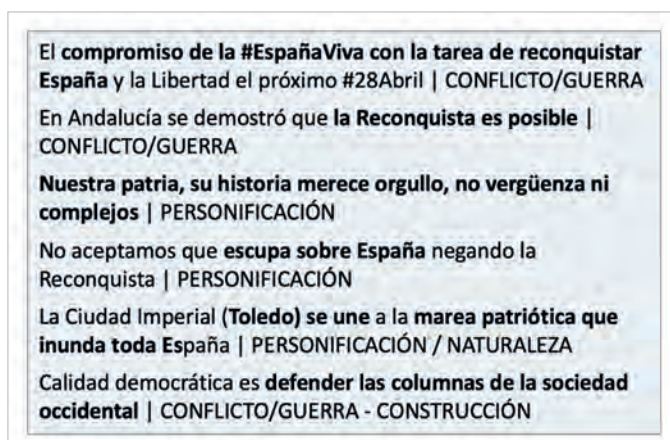 El compromiso de la #EspañaViva con la tarea de reconquistar
España y la Libertad el próximo #28Abril | CONFLICTO/GUERRA
En Andalucía se demostró que la Reconquista es posible |
CONFLICTO/GUERRA
Nuestra patria, su historia merece orgullo, no vergüenza ni
complejos | PERSONIFICACIÓN
No aceptamos que escupa sobre España negando la
Reconquista | PERSONIFICACIÓN
La Ciudad Imperial (Toledo) se une a la marea patriótica que
inunda toda España | PERSONIFICACIÓN / NATURALEZA
Calidad democrática es defender las columnas de la sociedad
occidental | CONFLICTO/GUERRA - CONSTRUCCIÓN